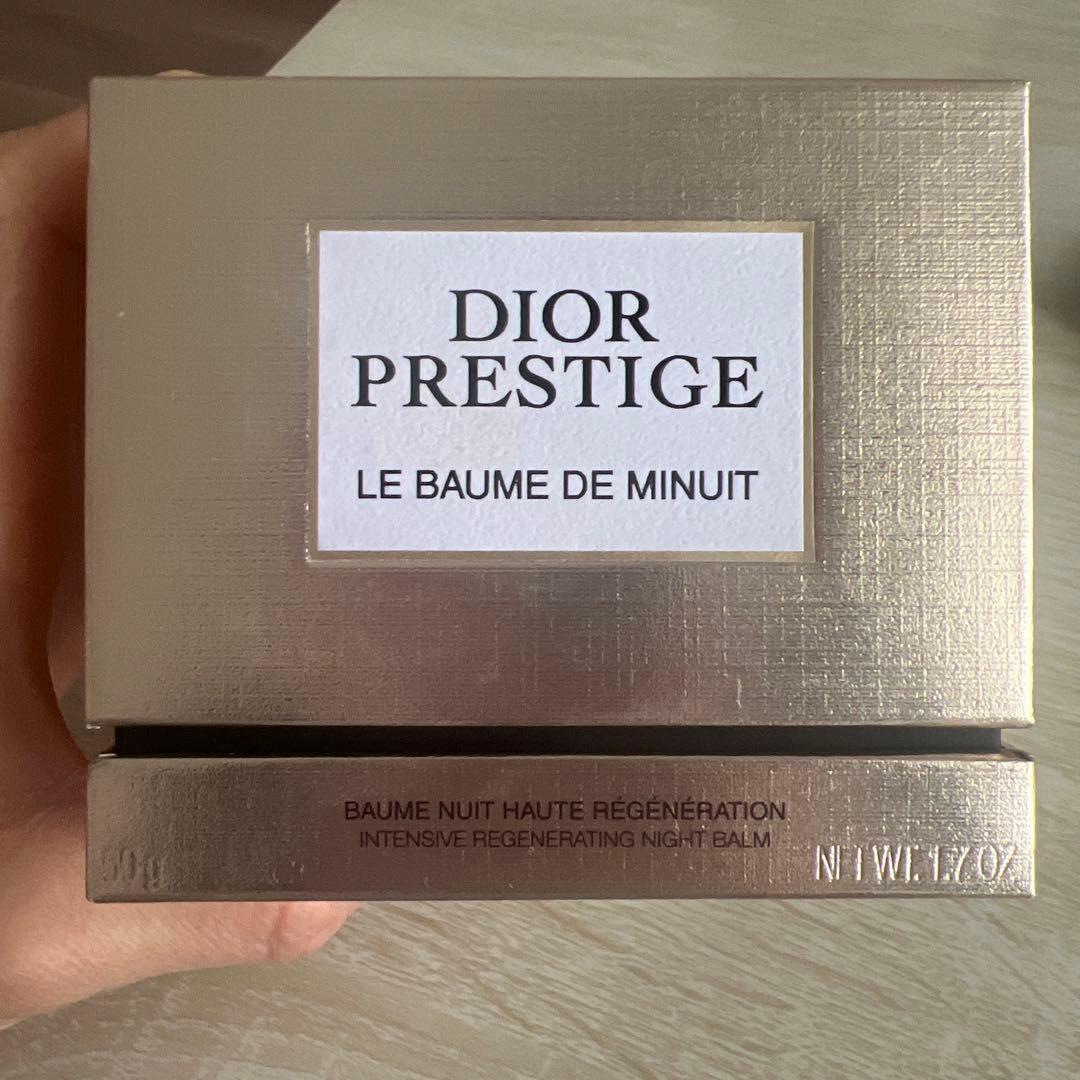 DIOR
PRESTIGE
LE BAUME DE MINUIT
BAUME NUIT HAUTE RÉGÉNÉRATION
INTENSIVE REGENERATING NIGHT BALM
50g NET WT. 1.7 OZ